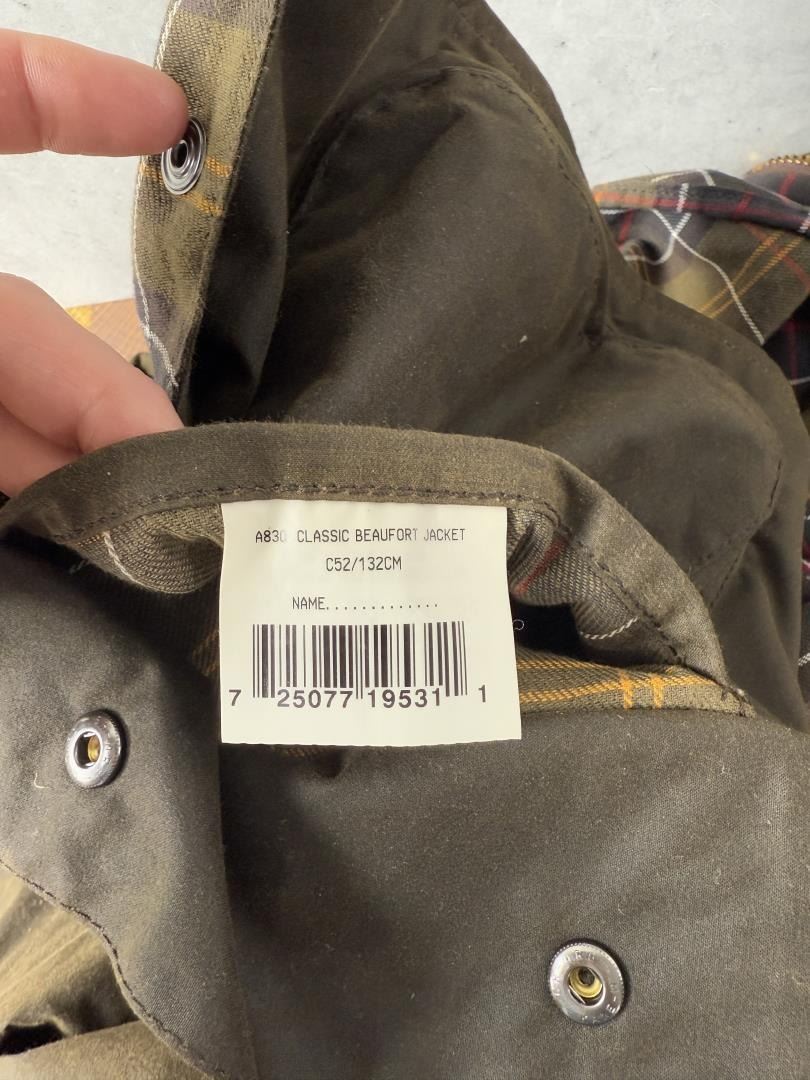 A830 CLASSIC BEAUFORT JACKET
C52/132CM
NAME.............
7 25077 19531 1